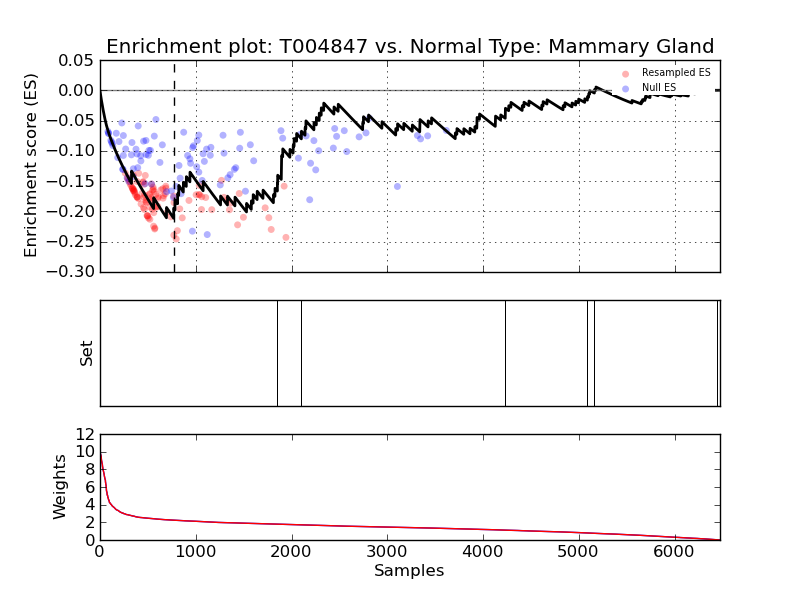 Enrichment plot: T004847 vs. Normal Type: Mammary Gland
Enrichment score (ES)
0.05
0.00
−0.05
−0.10
−0.15
−0.20
−0.25
−0.30
Resampled ES
Null ES
Set
Weights
12
10
8
6
4
2
0
0 1000 2000 3000 4000 5000 6000
Samples